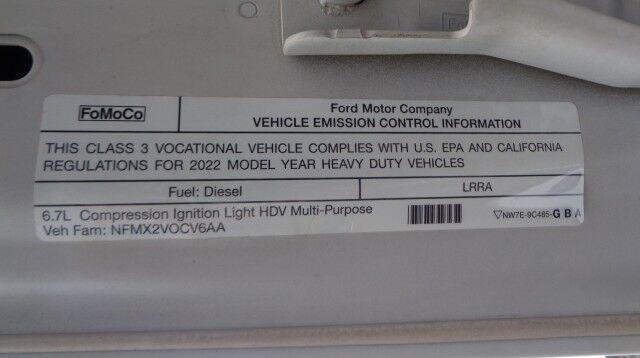 FoMoCo
Ford Motor Company
VEHICLE EMISSION CONTROL INFORMATION
THIS CLASS 3 VOCATIONAL VEHICLE COMPLIES WITH U.S. EPA AND CALIFORNIA
REGULATIONS FOR 2022 MODEL YEAR HEAVY DUTY VEHICLES
Fuel: Diesel
LRRA
6.7L Compression Ignition Light HDV Multi-Purpose
Veh Fam: NFMX2VOCV6AA
▽NW7E-9C485-G B A